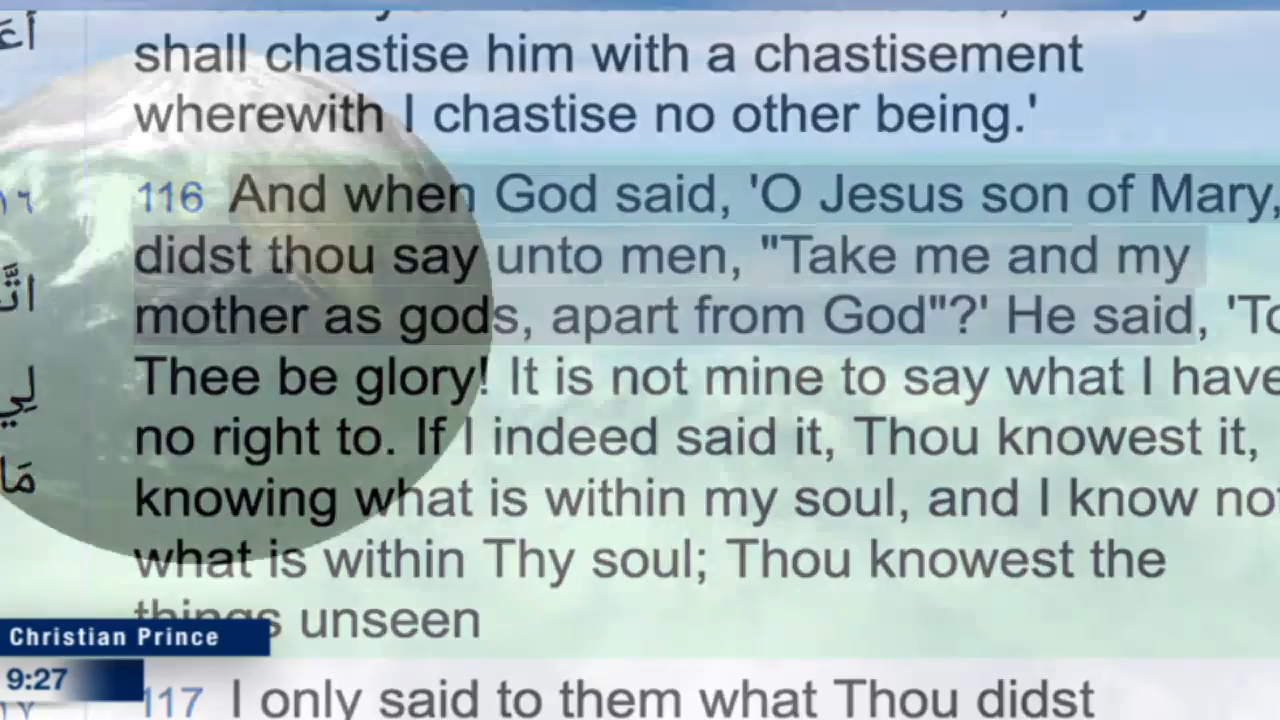 shall chastise him with a chastisement
wherewith I chastise no other being.'
116 And when God said, 'O Jesus son of Mary,
didst thou say unto men, "Take me and my
mother as gods, apart from God"?' He said, 'To
Thee be glory! It is not mine to say what I have
no right to. If I indeed said it, Thou knowest it,
knowing what is within my soul, and I know not
what is within Thy soul; Thou knowest the
things unseen
Christian Prince
9:27
117 I only said to them what Thou didst